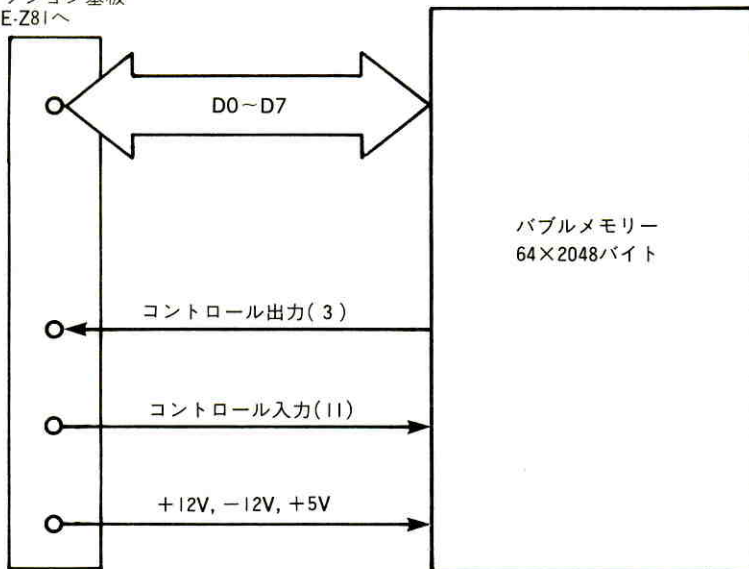 E-Z81へ
D0～D7
バブルメモリー
64×2048バイト
コントロール出力(3)
コントロール入力(11)
+12V, −12V, +5V